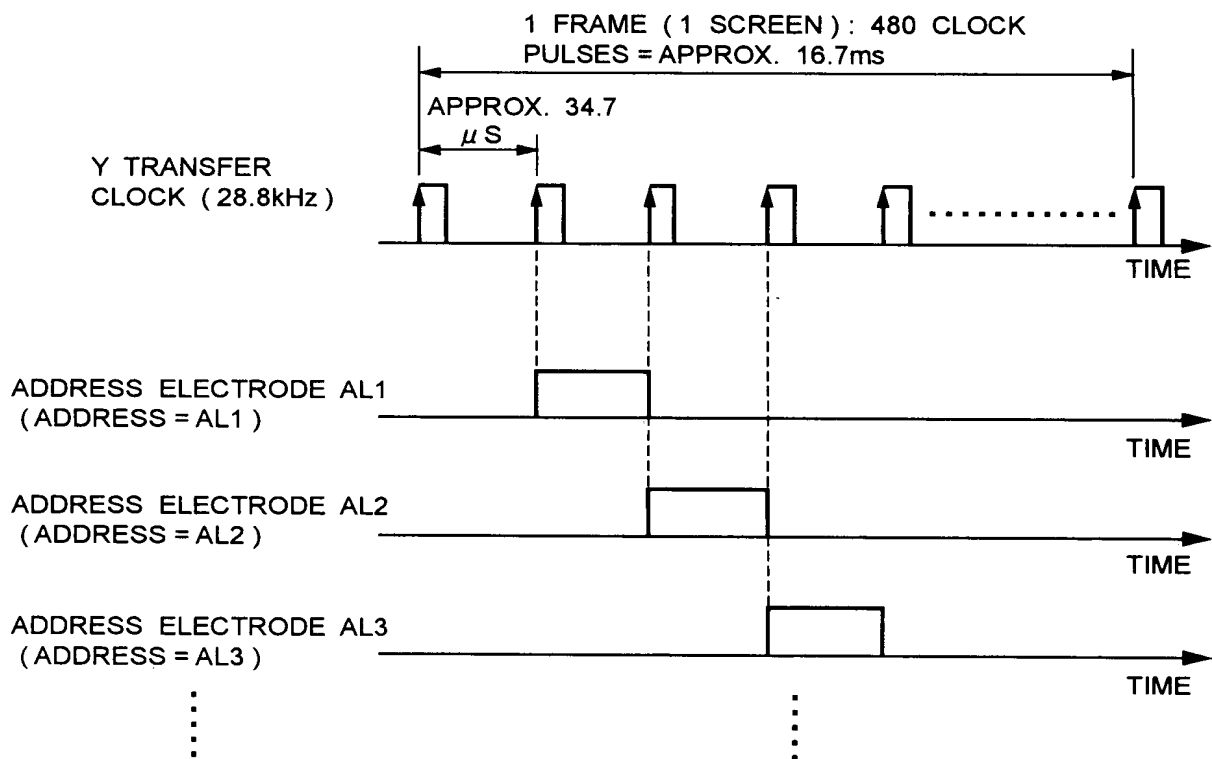 1 FRAME ( 1 SCREEN ) : 480 CLOCK
PULSES = APPROX. 16.7ms
APPROX. 34.7
μ S
Y TRANSFER
CLOCK ( 28.8kHz )
TIME
ADDRESS ELECTRODE AL1
( ADDRESS = AL1 )
TIME
ADDRESS ELECTRODE AL2
( ADDRESS = AL2 )
TIME
ADDRESS ELECTRODE AL3
( ADDRESS = AL3 )
TIME